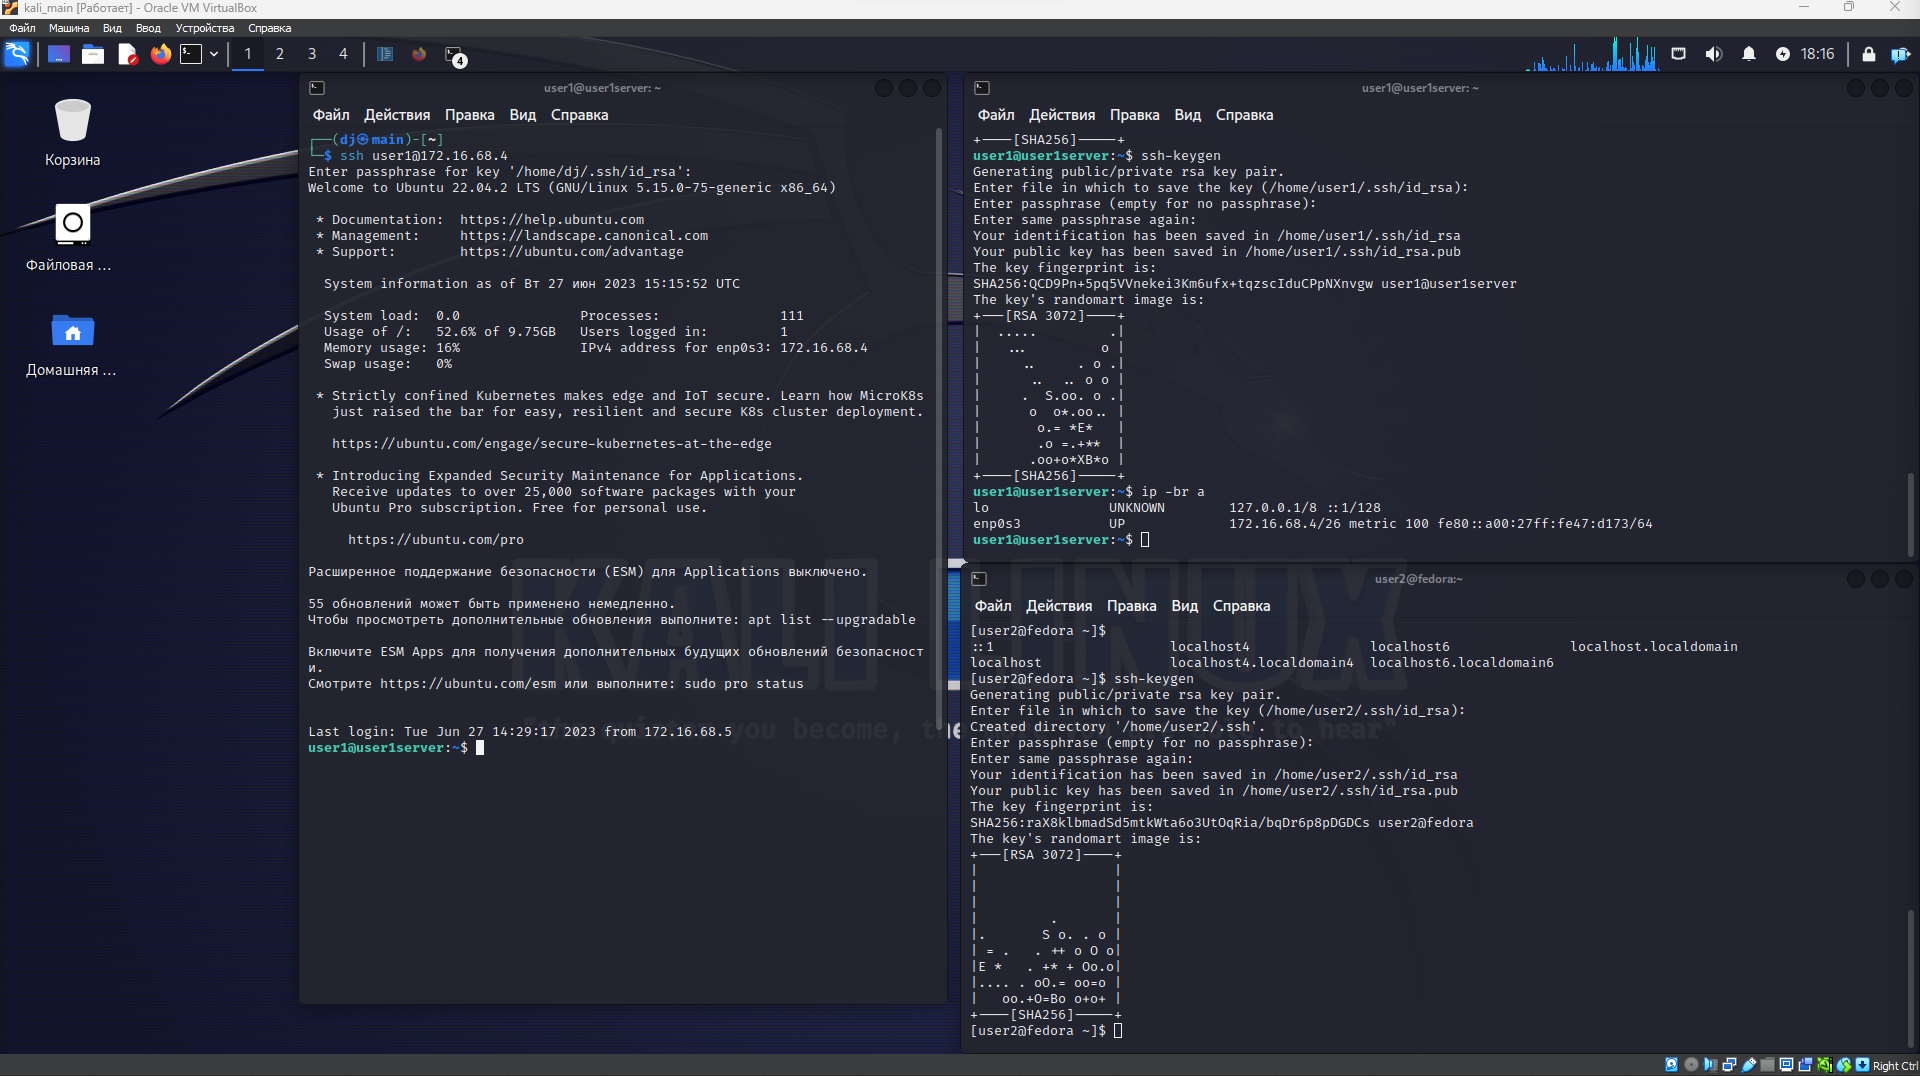 kali_main [Работает] - Oracle VM VirtualBox
Файл Машина Вид Ввод Устройства Справка
1 2 3 4 4 18:16
Корзина
Файловая ...
Домашняя ...
user1@user1server: ~
Файл Действия Правка Вид Справка
┌──(dj㉿main)-[~]
└─$ ssh user1@172.16.68.4
Enter passphrase for key '/home/dj/.ssh/id_rsa':
Welcome to Ubuntu 22.04.2 LTS (GNU/Linux 5.15.0-75-generic x86_64)
* Documentation:  https://help.ubuntu.com
* Management:     https://landscape.canonical.com
* Support:        https://ubuntu.com/advantage
System information as of Вт 27 июн 2023 15:15:52 UTC
System load:  0.0               Processes:               111
Usage of /:   52.6% of 9.75GB   Users logged in:         1
Memory usage: 16%               IPv4 address for enp0s3: 172.16.68.4
Swap usage:   0%
* Strictly confined Kubernetes makes edge and IoT secure. Learn how MicroK8s
just raised the bar for easy, resilient and secure K8s cluster deployment.
https://ubuntu.com/engage/secure-kubernetes-at-the-edge
* Introducing Expanded Security Maintenance for Applications.
Receive updates to over 25,000 software packages with your
Ubuntu Pro subscription. Free for personal use.
https://ubuntu.com/pro
Расширенное поддержание безопасности (ESM) для Applications выключено.
55 обновлений может быть применено немедленно.
Чтобы просмотреть дополнительные обновления выполните: apt list --upgradable
Включите ESM Apps для получения дополнительных будущих обновлений безопасност
и.
Смотрите https://ubuntu.com/esm или выполните: sudo pro status
Last login: Tue Jun 27 14:29:17 2023 from 172.16.68.5
user1@user1server:~$
user1@user1server: ~
Файл Действия Правка Вид Справка
+----[SHA256]-----+
user1@user1server:~$ ssh-keygen
Generating public/private rsa key pair.
Enter file in which to save the key (/home/user1/.ssh/id_rsa):
Enter passphrase (empty for no passphrase):
Enter same passphrase again:
Your identification has been saved in /home/user1/.ssh/id_rsa
Your public key has been saved in /home/user1/.ssh/id_rsa.pub
The key fingerprint is:
SHA256:QCD9Pn+5pq5VVnekei3Km6ufx+tqzscIduCPpNXnvgw user1@user1server
The key's randomart image is:
+---[RSA 3072]----+
|  .....         .|
|   ...         o |
|     ..     . o .|
|      ..  .. o o |
|     .  S.oo. o .|
|      o  o*.oo.. |
|       o.= *E*   |
|       .o =.+**  |
|      .oo+o*XB*o |
+----[SHA256]-----+
user1@user1server:~$ ip -br a
lo               UNKNOWN        127.0.0.1/8 ::1/128
enp0s3           UP             172.16.68.4/26 metric 100 fe80::a00:27ff:fe47:d173/64
user1@user1server:~$
user2@fedora:~
Файл Действия Правка Вид Справка
[user2@fedora ~]$
::1                      localhost4               localhost6               localhost.localdomain
localhost                localhost4.localdomain4  localhost6.localdomain6
[user2@fedora ~]$ ssh-keygen
Generating public/private rsa key pair.
Enter file in which to save the key (/home/user2/.ssh/id_rsa):
Created directory '/home/user2/.ssh'.
Enter passphrase (empty for no passphrase):
Enter same passphrase again:
Your identification has been saved in /home/user2/.ssh/id_rsa
Your public key has been saved in /home/user2/.ssh/id_rsa.pub
The key fingerprint is:
SHA256:raX8klbmadSd5mtkWta6o3UtOqRia/bqDr6p8pDGDCs user2@fedora
The key's randomart image is:
+---[RSA 3072]----+
|                 |
|                 |
|                 |
|         .       |
|.       S o. . o |
| = .   . ++ o O o|
|E *   . +* + Oo.o|
|.... . oO.= oo=o |
|   oo.+O=Bo o+o+ |
+----[SHA256]-----+
[user2@fedora ~]$
KALI LINUX
Right Ctrl